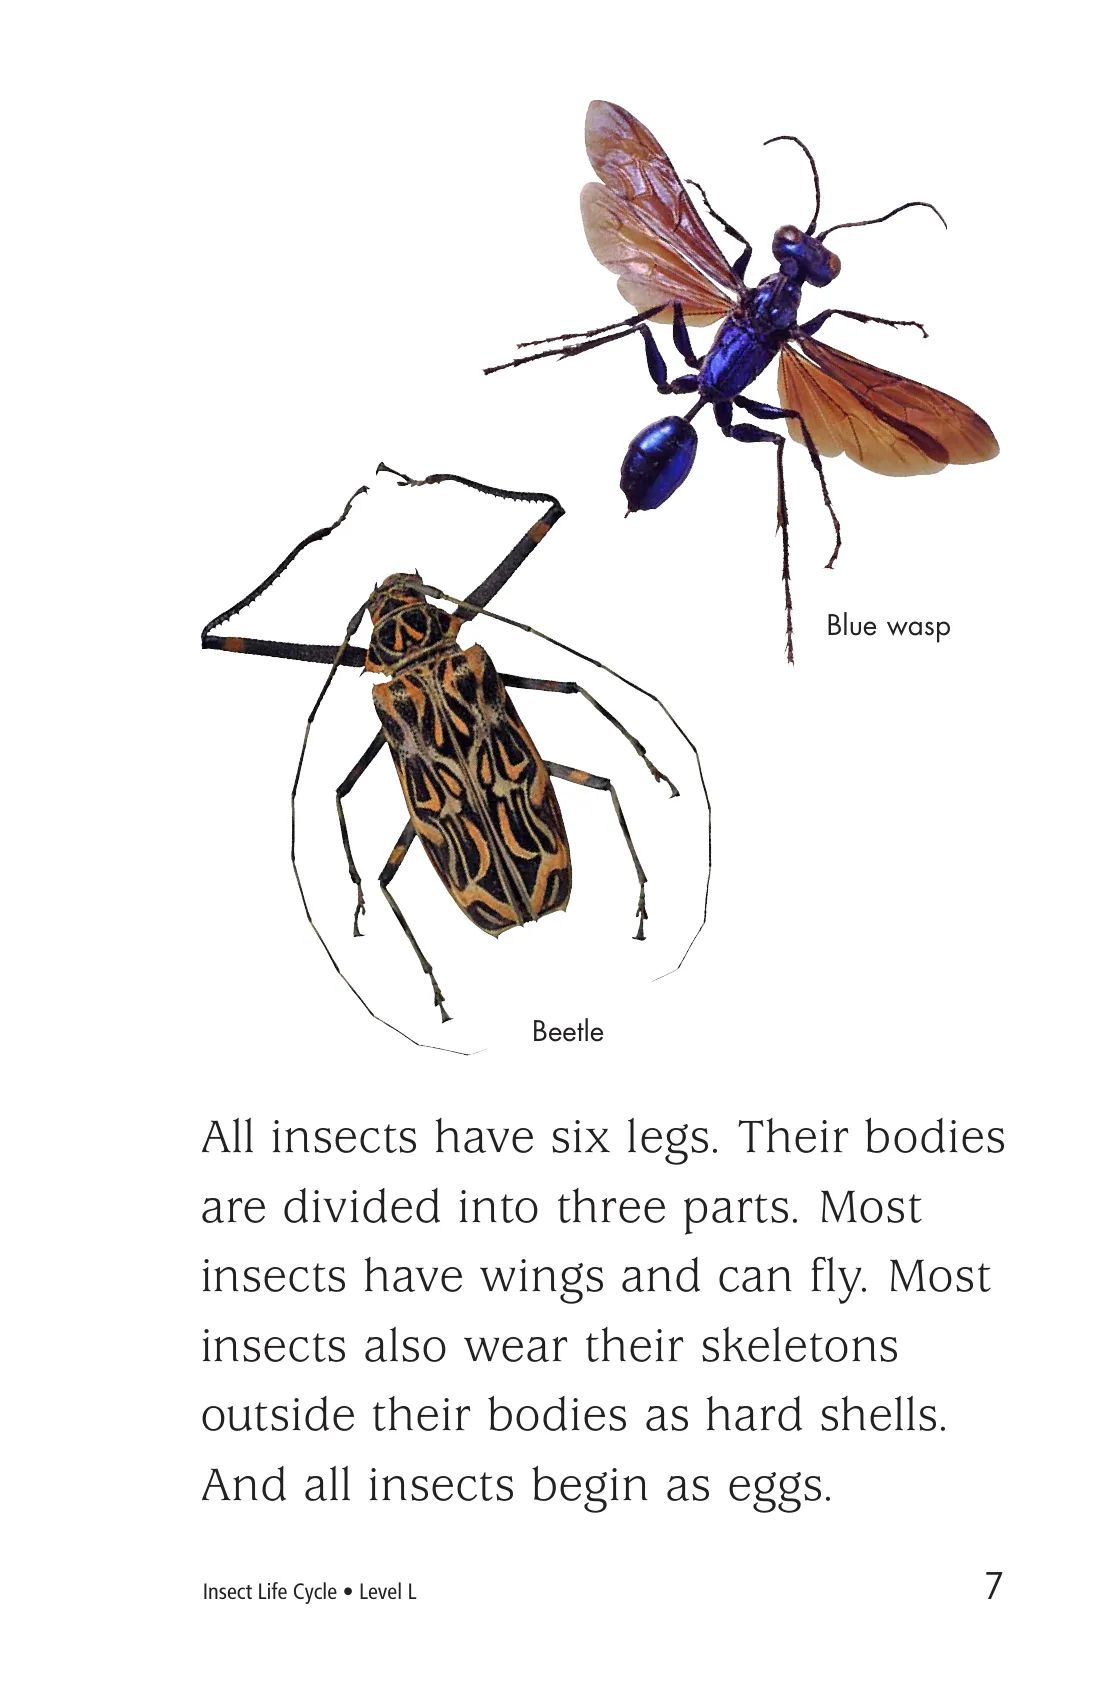 Blue wasp
Beetle
All insects have six legs. Their bodies
are divided into three parts. Most
insects have wings and can fly. Most
insects also wear their skeletons
outside their bodies as hard shells.
And all insects begin as eggs.
Insect Life Cycle • Level L
7